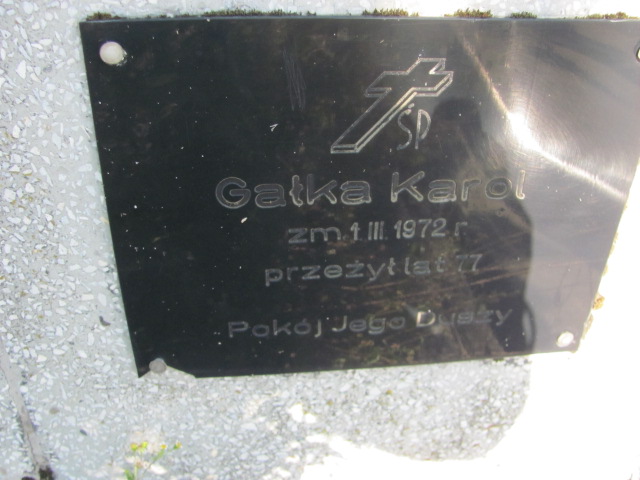 ŚP
Gałka Karol
zm 1 III 1972 r
przeżył lat 77
Pokój Jego Duszy